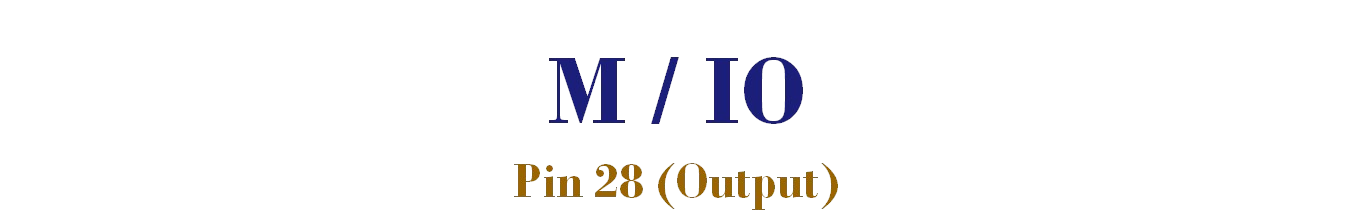 M / IO
Pin 28 (Output)